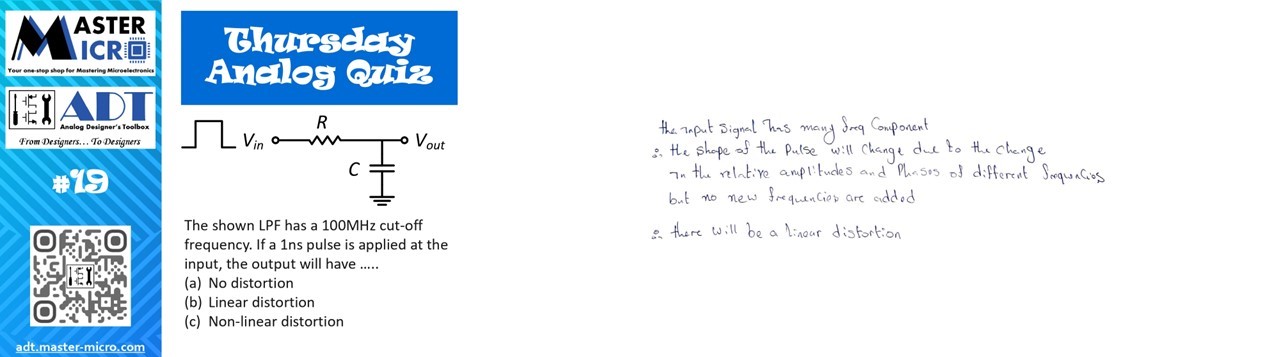 MASTER
MICRO
Your one-stop shop for Mastering Microelectronics
ADT
Analog Designer's Toolbox
From Designers... To Designers
#19
adt.master-micro.com
Thursday
Analog Quiz
R
Vin
Vout
C
The shown LPF has a 100MHz cut-off
frequency. If a 1ns pulse is applied at the
input, the output will have .....
(a) No distortion
(b) Linear distortion
(c) Non-linear distortion
the input signal has many freq Component
∴ the shape of the pulse will change due to the change
in the relative amplitudes and Phases of different frequencies
but no new frequencies are added
∴ there will be a linear distortion